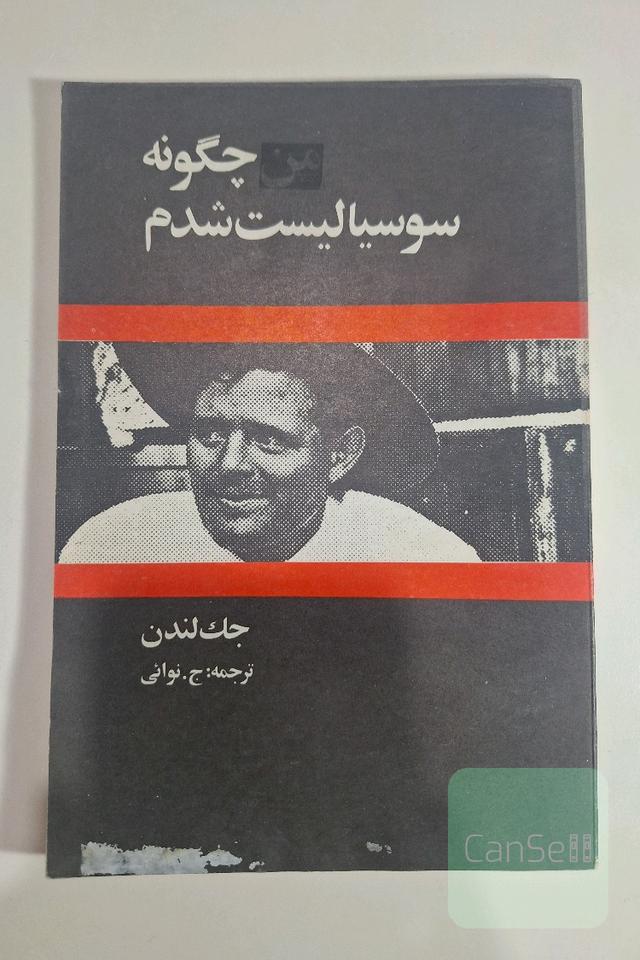 من چگونه
سوسیالیست شدم
جك لندن
ترجمه: ج. نوائی
CanSell